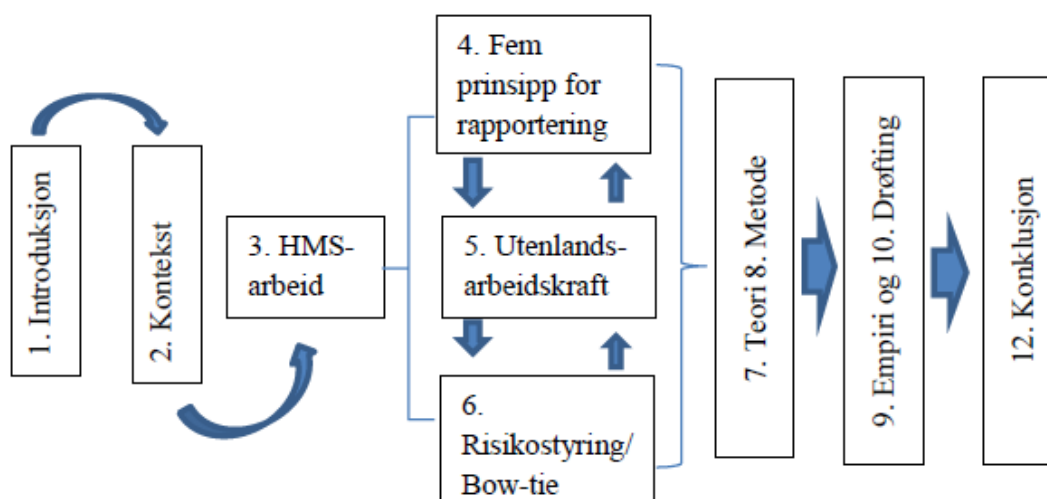 1. Introduksjon
2. Kontekst
3. HMS-
arbeid
4. Fem
prinsipp for
rapportering
5. Utenlands-
arbeidskraft
6.
Risikostyring/
Bow-tie
7. Teori 8. Metode
9. Empiri og 10. Drøfting
12. Konklusjon